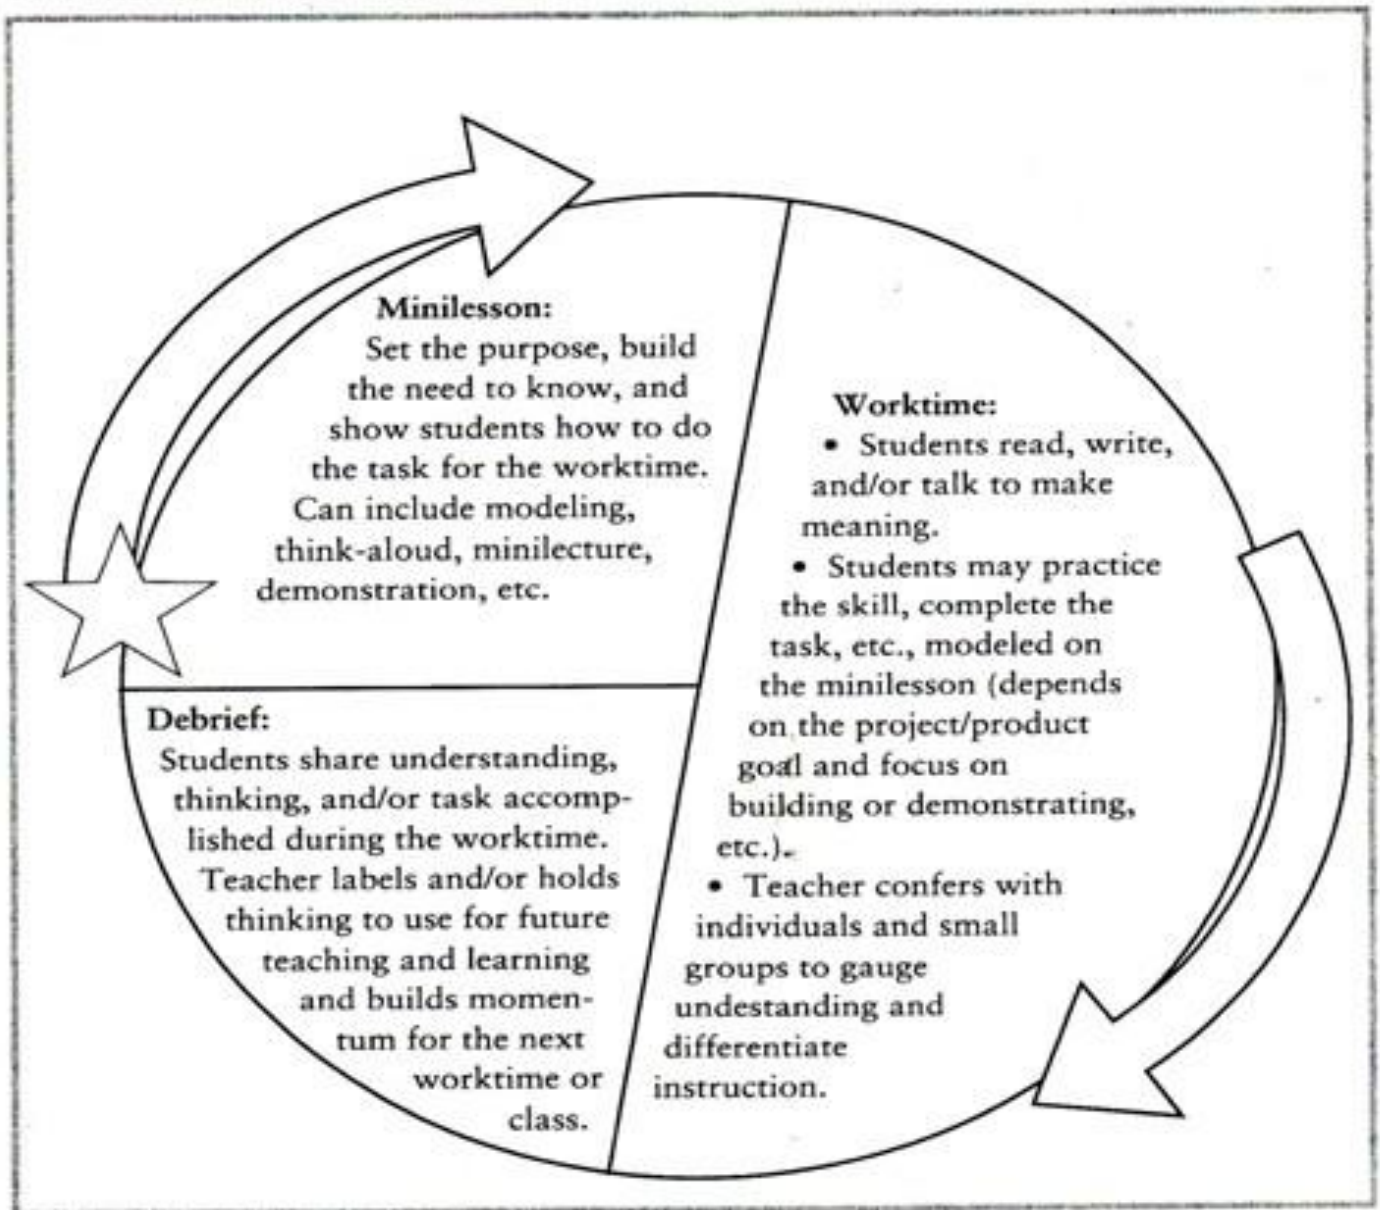 Minilesson:
Set the purpose, build
the need to know, and
show students how to do
the task for the worktime.
Can include modeling,
think-aloud, minilecture,
demonstration, etc.
Worktime:
• Students read, write,
and/or talk to make
meaning.
• Students may practice
the skill, complete the
task, etc., modeled on
the minilesson (depends
on the project/product
goal and focus on
building or demonstrating,
etc.).
• Teacher confers with
individuals and small
groups to gauge
undestanding and
differentiate
instruction.
Debrief:
Students share understanding,
thinking, and/or task accomp-
lished during the worktime.
Teacher labels and/or holds
thinking to use for future
teaching and learning
and builds momen-
tum for the next
worktime or
class.